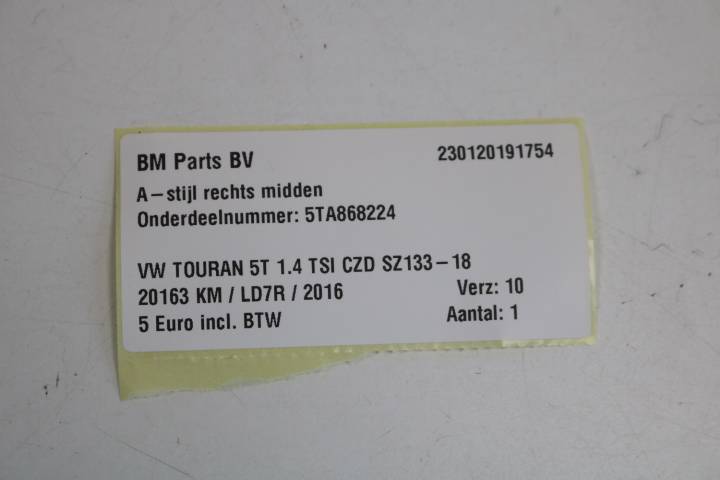 BM Parts BV 230120191754
A-stijl rechts midden
Onderdeelnummer: 5TA868224
VW TOURAN 5T 1.4 TSI CZD SZ133-18
20163 KM / LD7R / 2016 Verz: 10
5 Euro incl. BTW Aantal: 1